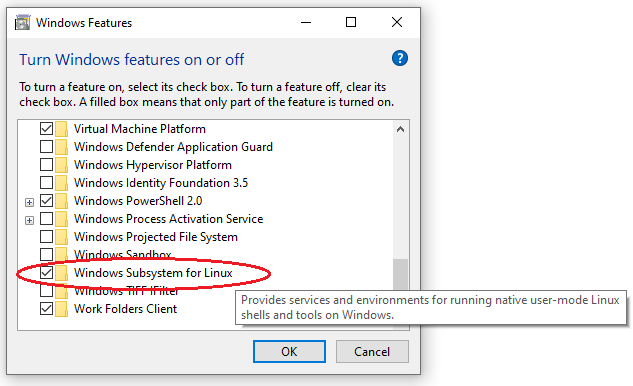 Windows Features
Turn Windows features on or off
?
To turn a feature on, select its check box. To turn a feature off, clear its
check box. A filled box means that only part of the feature is turned on.
Virtual Machine Platform
Windows Defender Application Guard
Windows Hypervisor Platform
Windows Identity Foundation 3.5
Windows PowerShell 2.0
Windows Process Activation Service
Windows Projected File System
Windows Sandbox
Windows Subsystem for Linux
Windows TIFF IFilter
Work Folders Client
Provides services and environments for running native user-mode Linux
shells and tools on Windows.
OK
Cancel